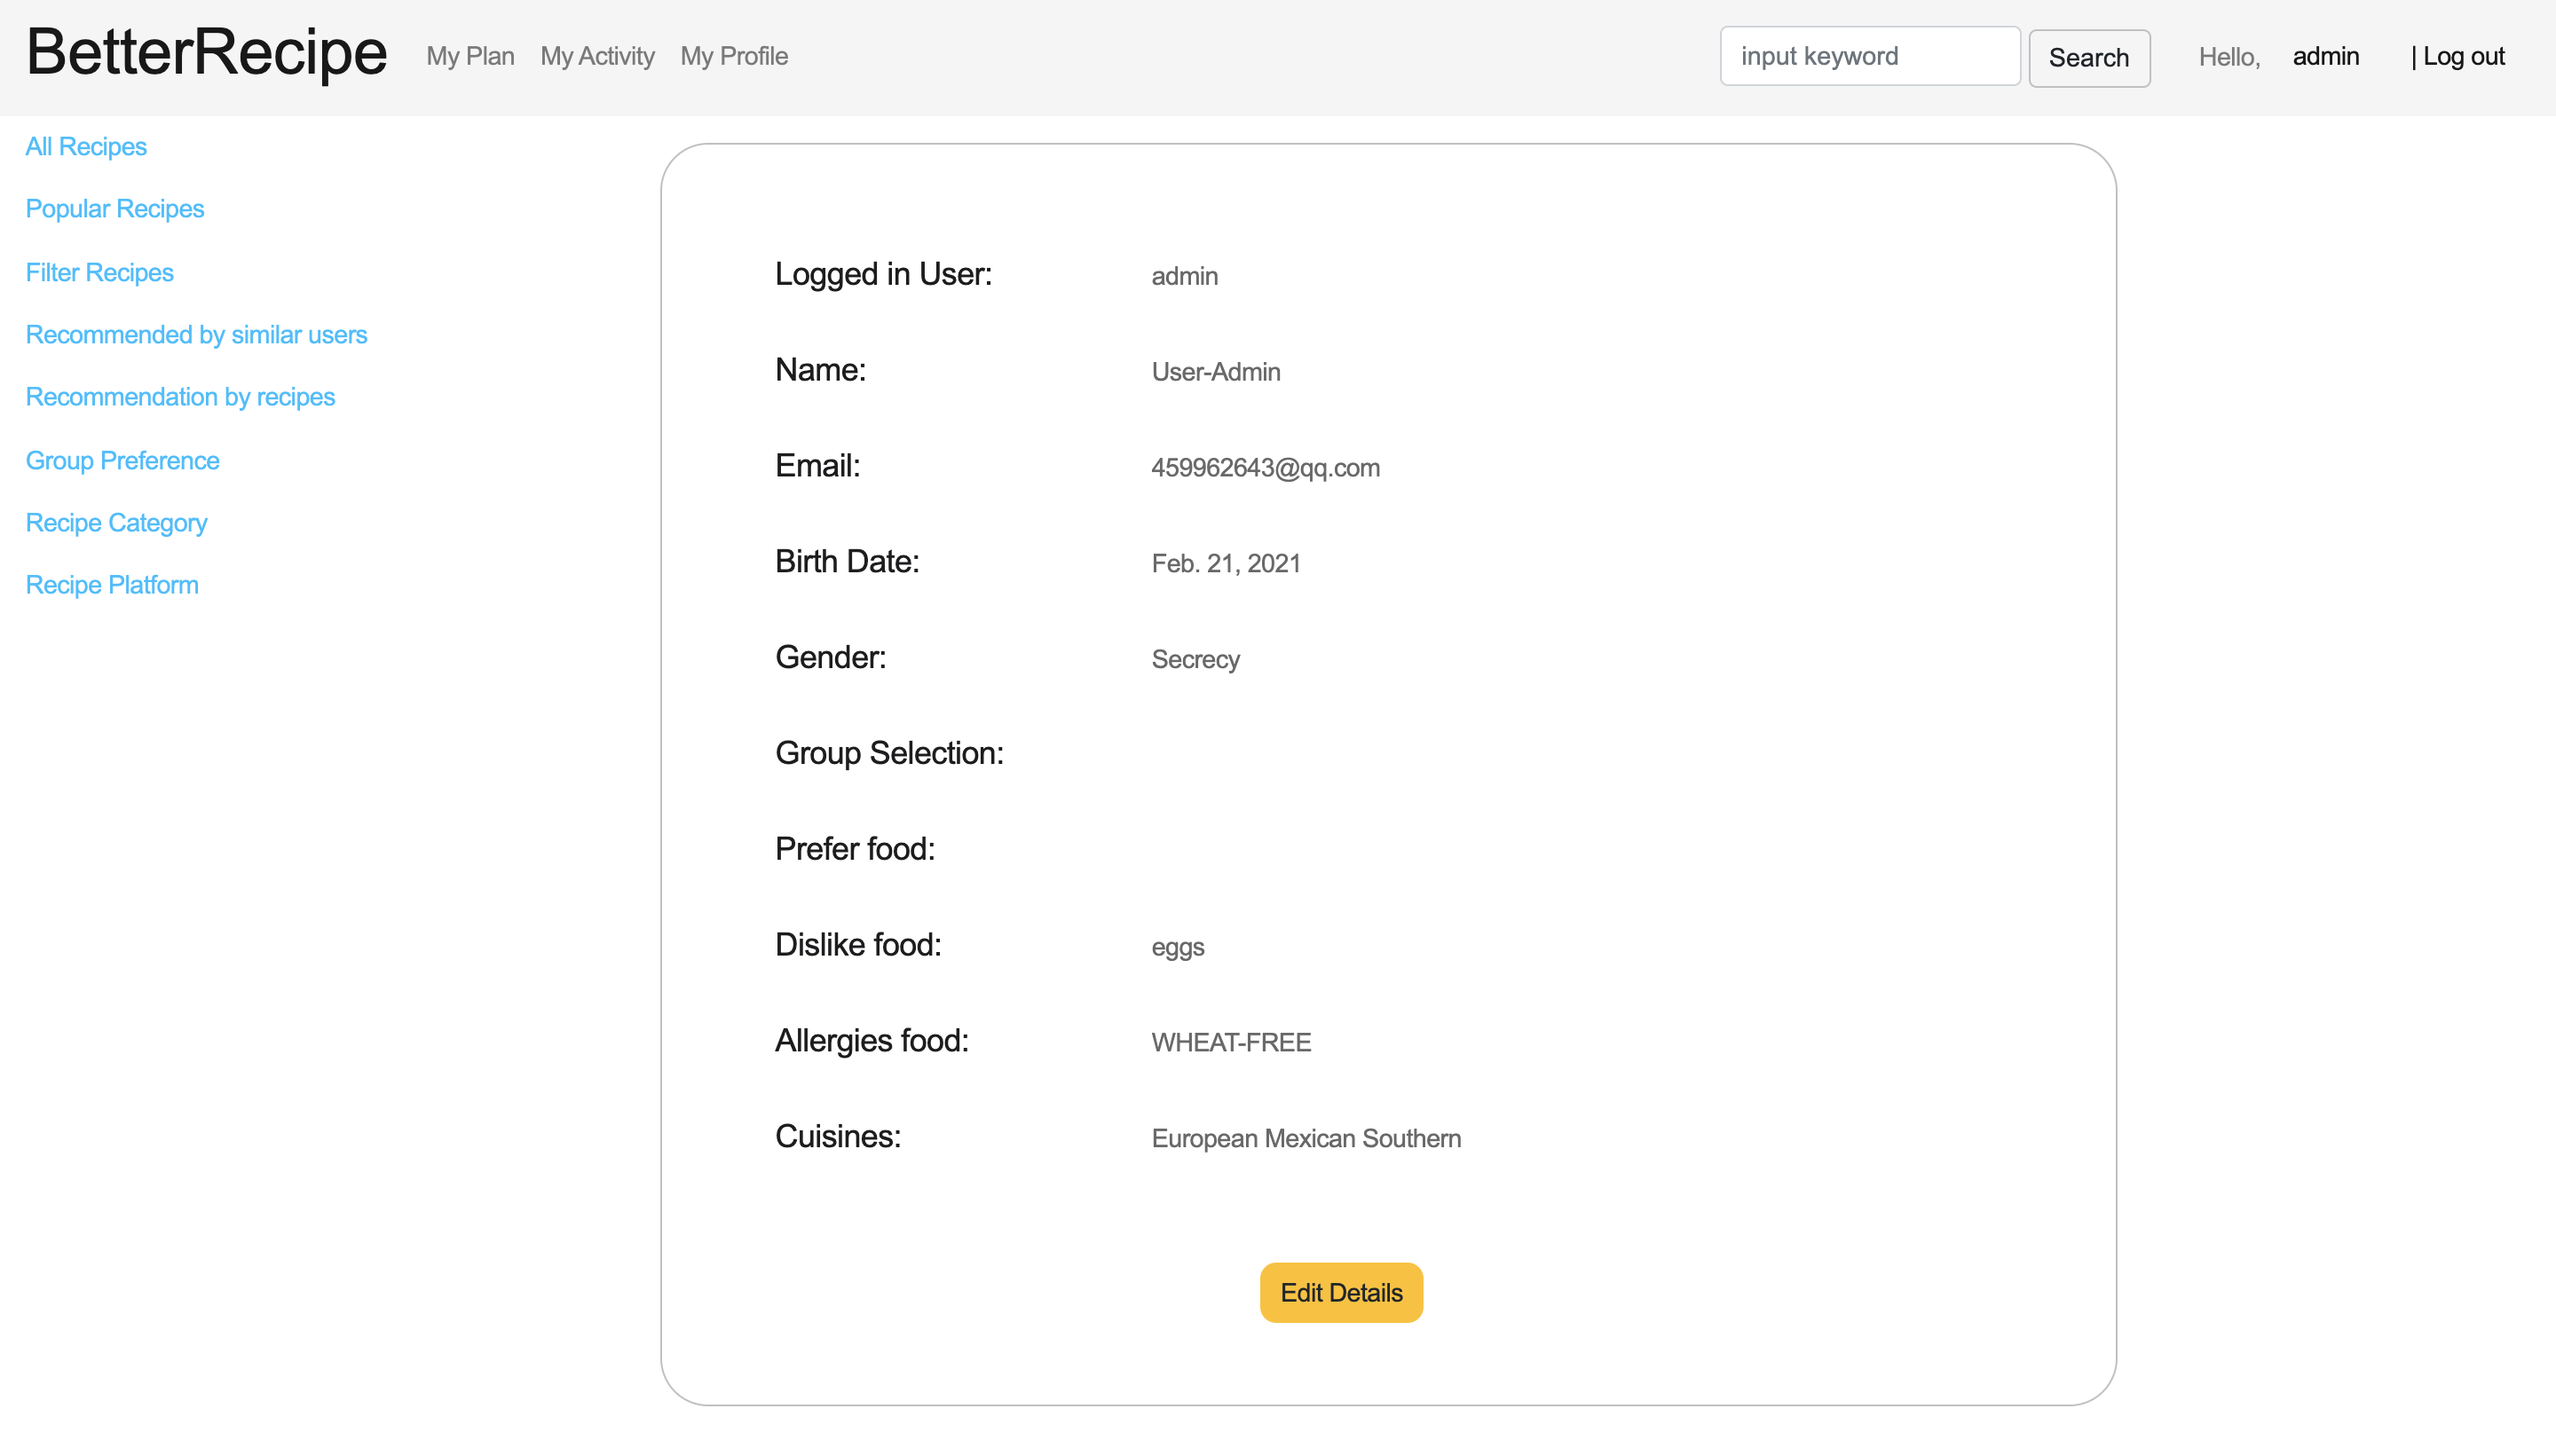 BetterRecipe My Plan My Activity My Profile input keyword Search Hello, admin | Log out
All Recipes
Popular Recipes
Filter Recipes
Recommended by similar users
Recommendation by recipes
Group Preference
Recipe Category
Recipe Platform
Logged in User: admin
Name: User-Admin
Email: 459962643@qq.com
Birth Date: Feb. 21, 2021
Gender: Secrecy
Group Selection:
Prefer food:
Dislike food: eggs
Allergies food: WHEAT-FREE
Cuisines: European Mexican Southern
Edit Details